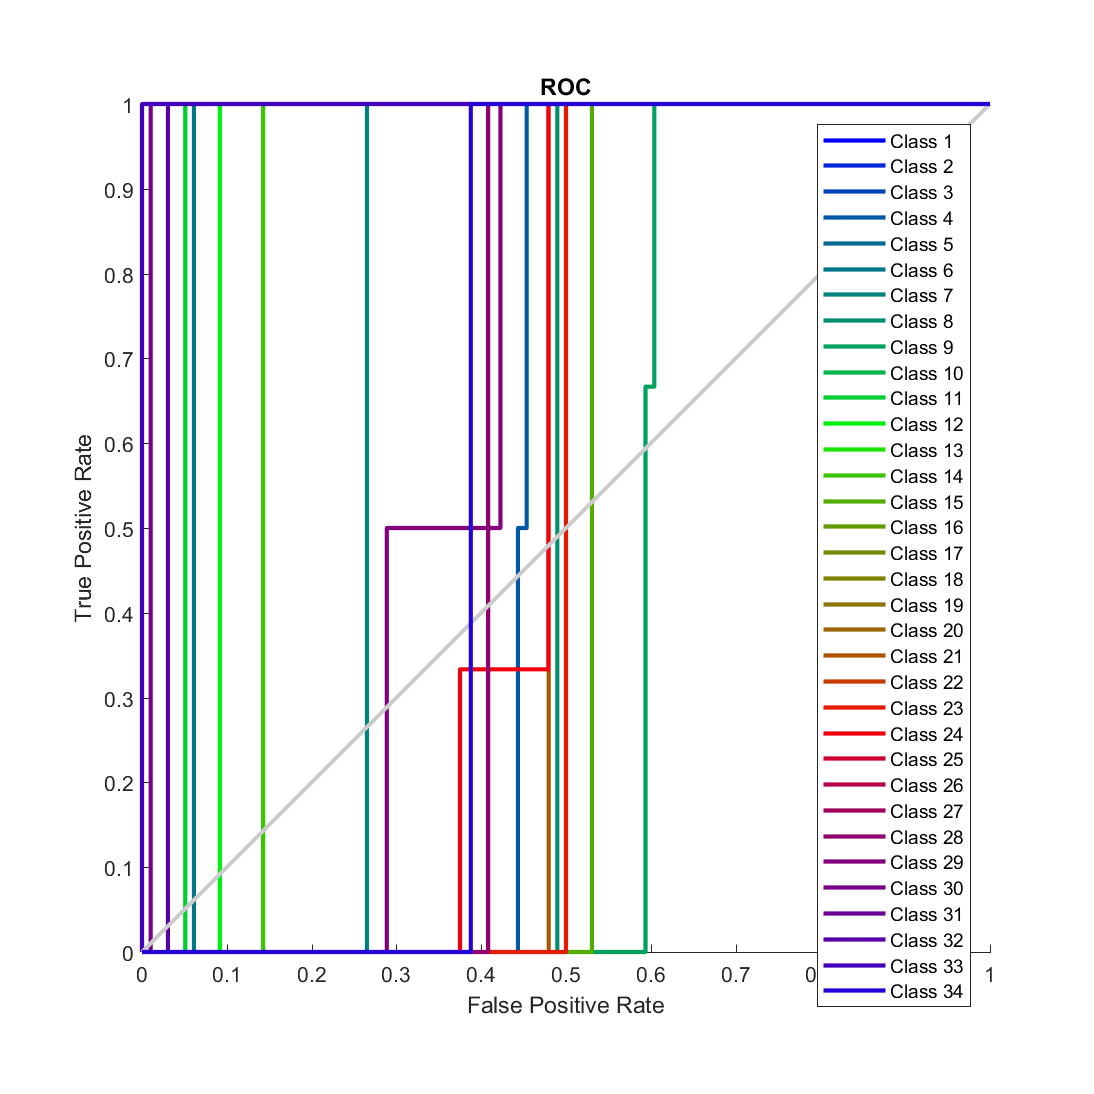 ROC
1
0.9
0.8
0.7
0.6
0.5
0.4
0.3
0.2
0.1
0
True Positive Rate
0 0.1 0.2 0.3 0.4 0.5 0.6 0.7 1
False Positive Rate
Class 1
Class 2
Class 3
Class 4
Class 5
Class 6
Class 7
Class 8
Class 9
Class 10
Class 11
Class 12
Class 13
Class 14
Class 15
Class 16
Class 17
Class 18
Class 19
Class 20
Class 21
Class 22
Class 23
Class 24
Class 25
Class 26
Class 27
Class 28
Class 29
Class 30
Class 31
Class 32
Class 33
Class 34